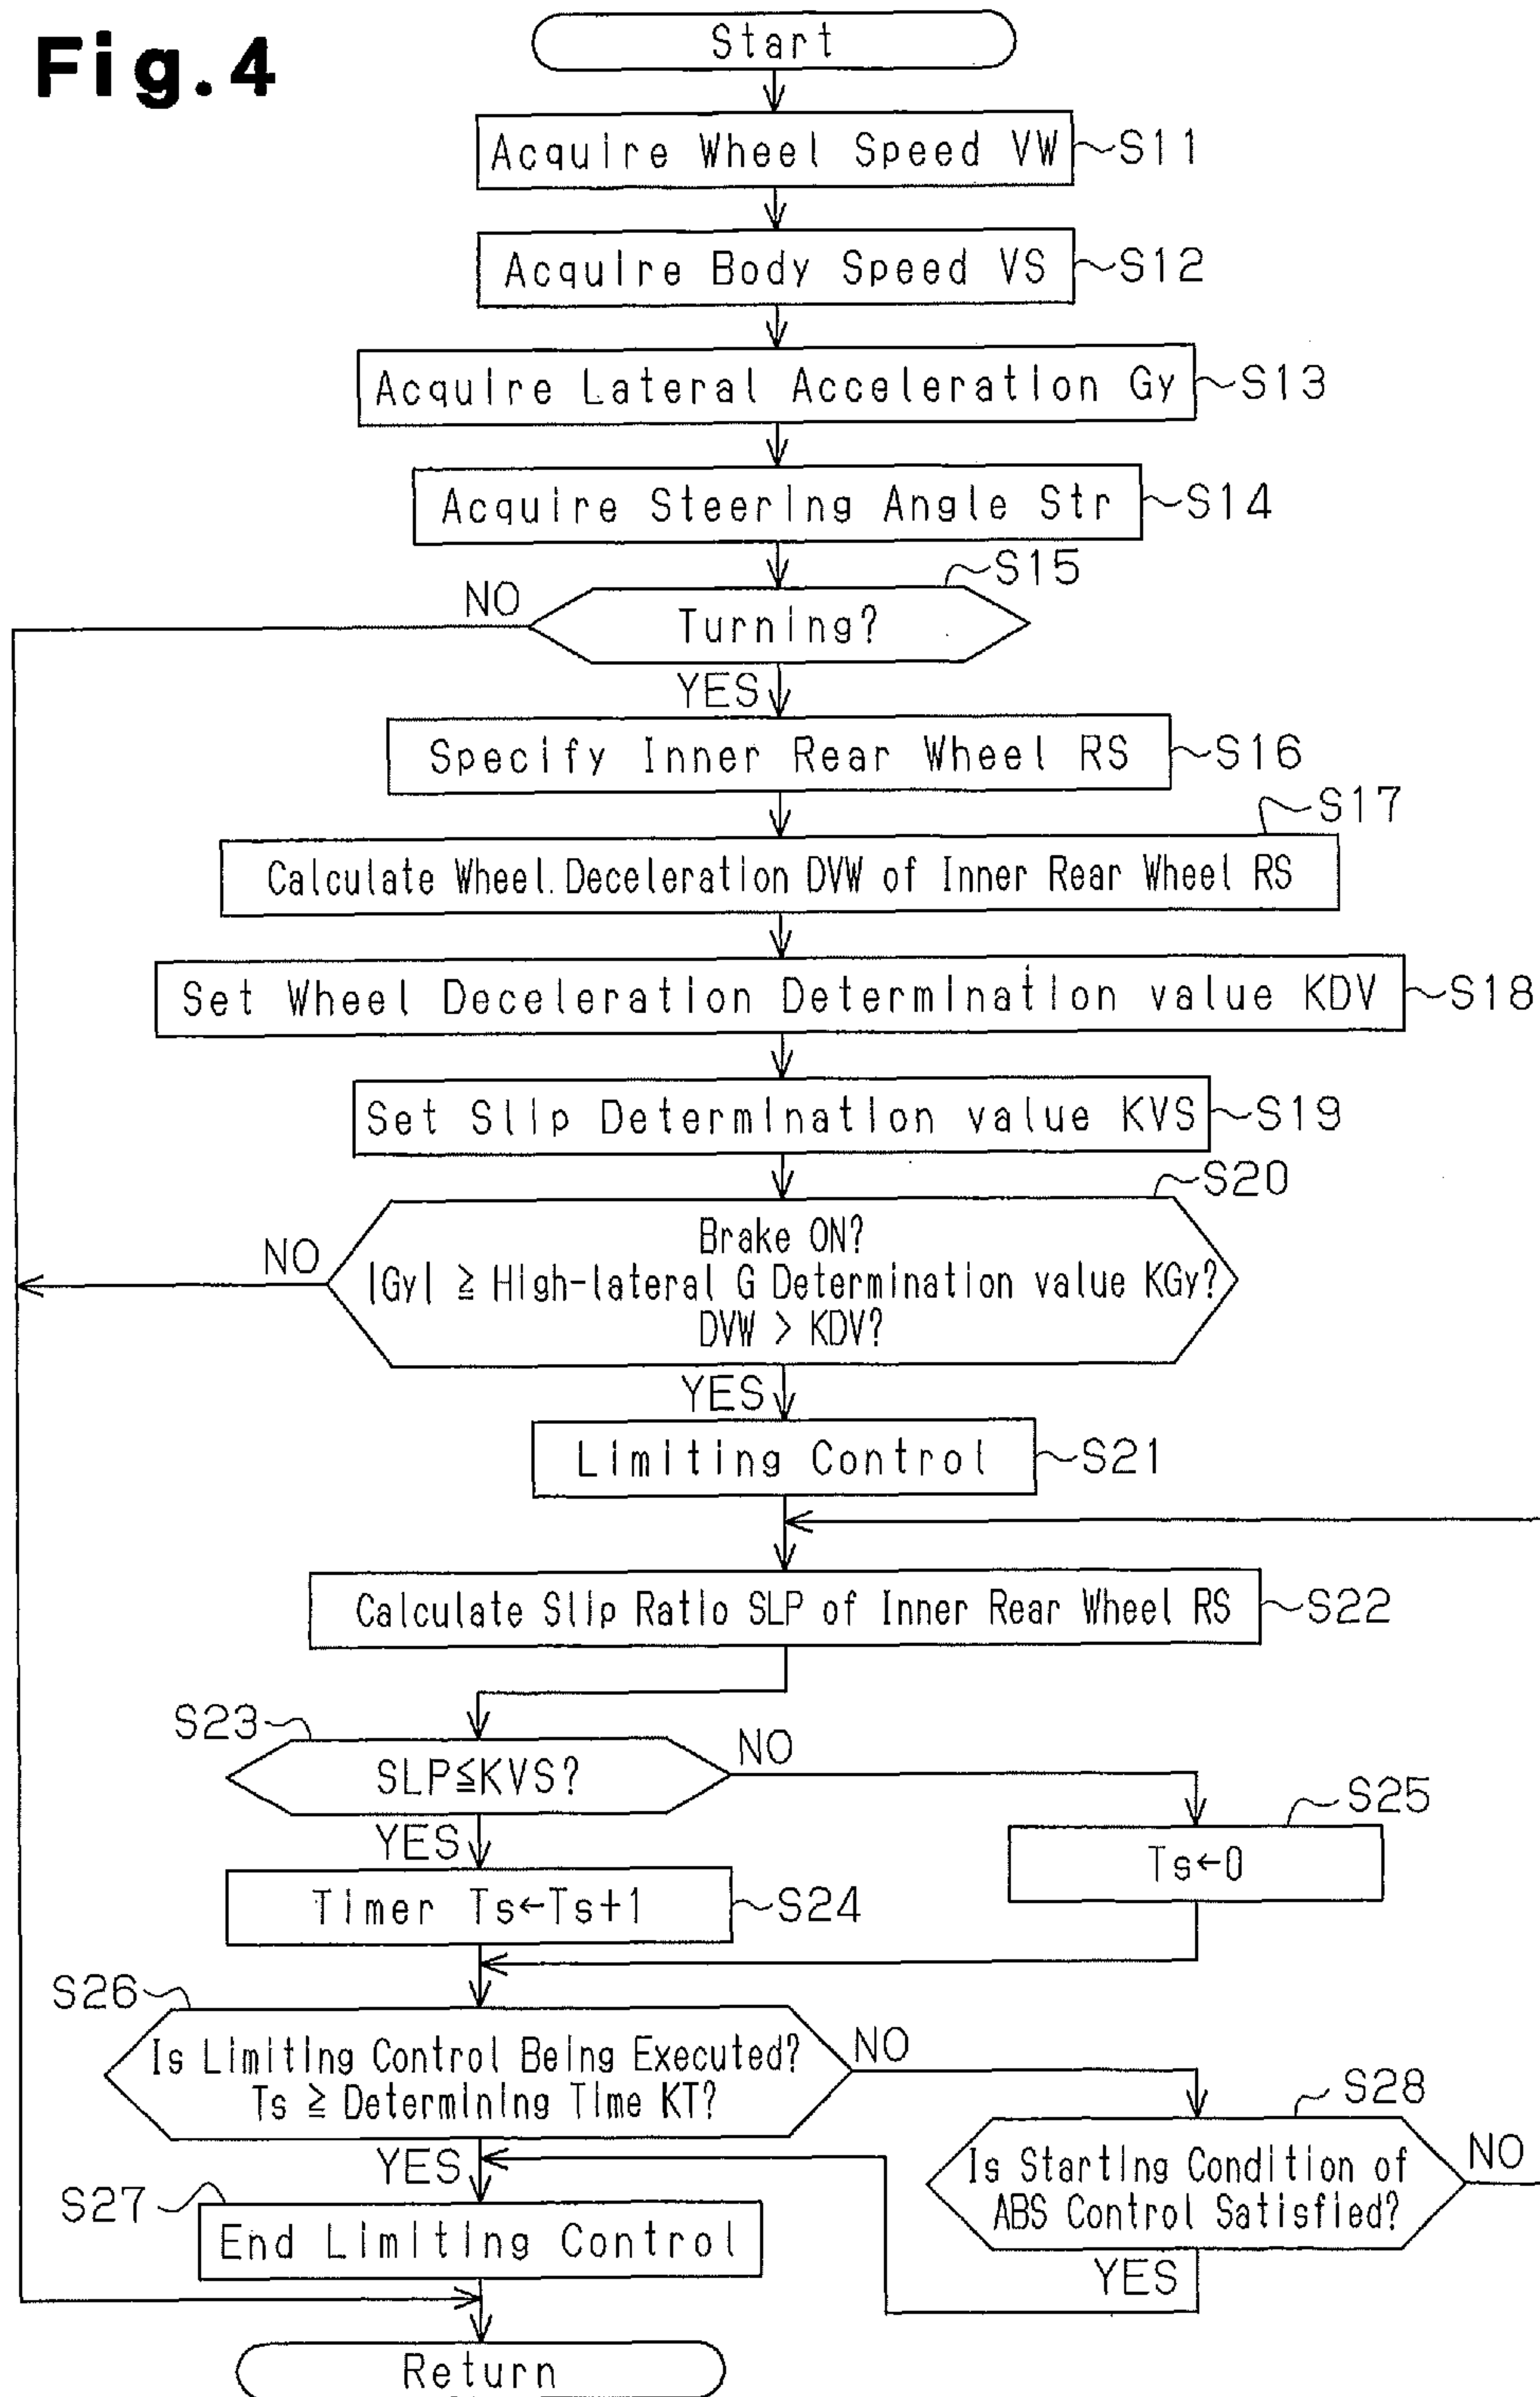 Fig.4
Start
Acquire Wheel Speed VW
S11
Acquire Body Speed VS
S12
Acquire Lateral Acceleration Gy
S13
Acquire Steering Angle Str
S14
S15
NO
Turning?
YES
Specify Inner Rear Wheel RS
S16
S17
Calculate Wheel Deceleration DVW of Inner Rear Wheel RS
Set Wheel Deceleration Determination value KDV
S18
Set Slip Determination value KVS
S19
S20
Brake ON?
NO
|Gy| ≧ High-lateral G Determination value KGy?
DVW > KDV?
YES
Limiting Control
S21
Calculate Slip Ratio SLP of Inner Rear Wheel RS
S22
S23
NO
SLP≦KVS?
S25
YES
Ts←0
Timer Ts←Ts+1
S24
S26
Is Limiting Control Being Executed?
NO
Ts ≧ Determining Time KT?
S28
YES
Is Starting Condition of
NO
ABS Control Satisfied?
S27
End Limiting Control
YES
Return